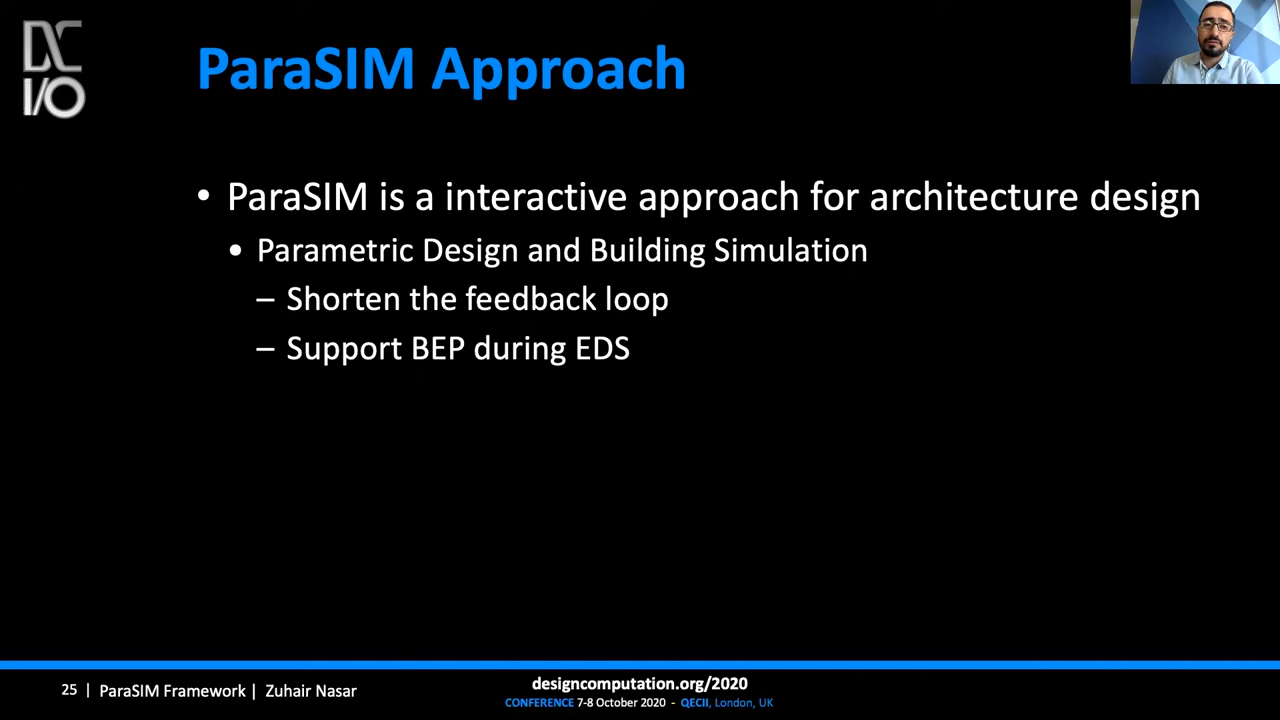 DC
I/O
ParaSIM Approach
• ParaSIM is a interactive approach for architecture design
• Parametric Design and Building Simulation
– Shorten the feedback loop
– Support BEP during EDS
25 | ParaSIM Framework | Zuhair Nasar
designcomputation.org/2020
CONFERENCE 7-8 October 2020 - QECII, London, UK